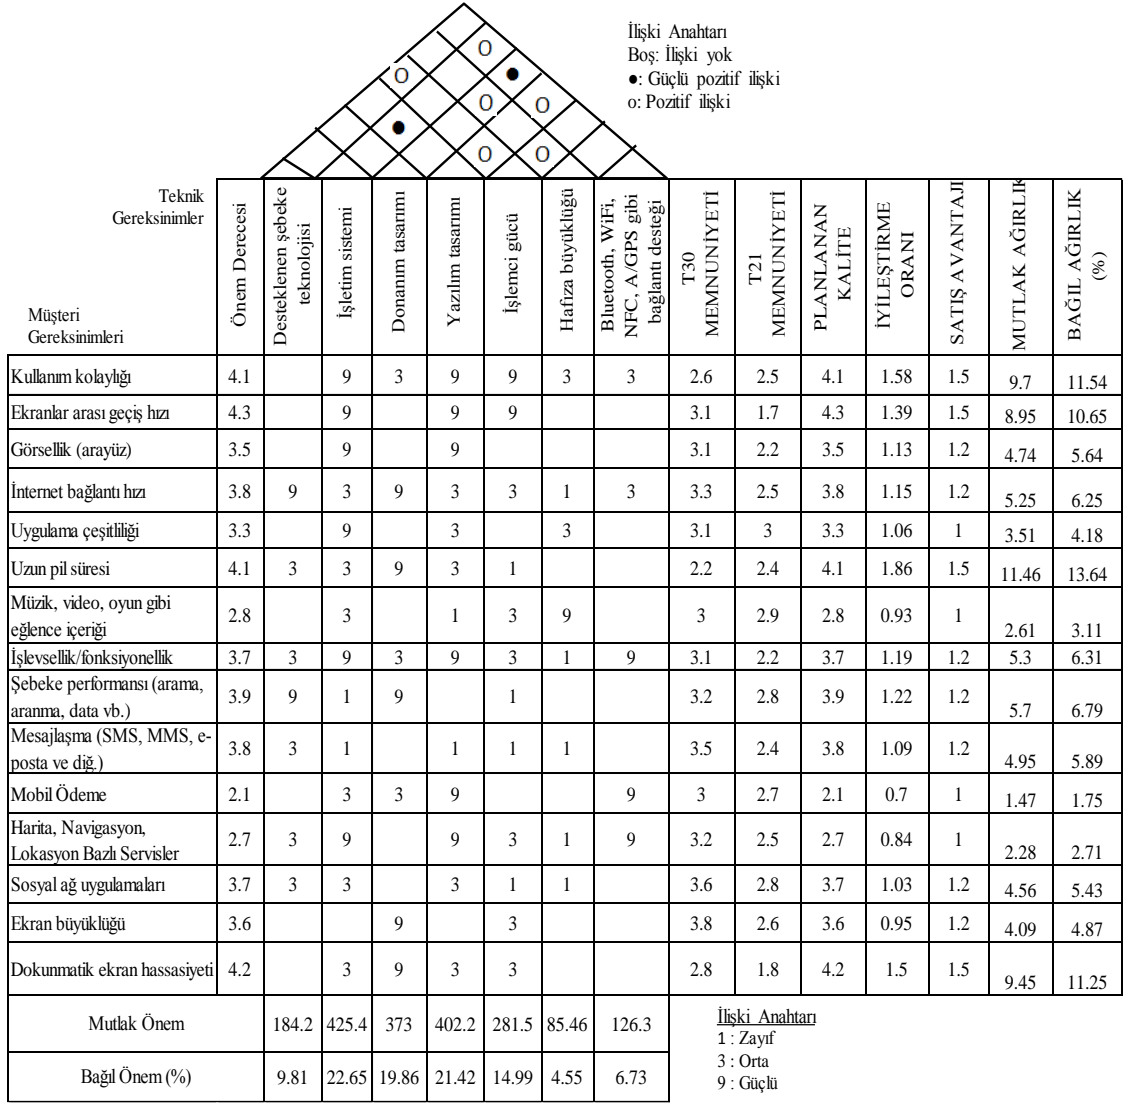 İlişki Anahtarı
Boş: İlişki yok
●: Güçlü pozitif ilişki
o: Pozitif ilişki
O
O
●
O
O
●
O
O
Teknik
Gereksinimler
Müşteri
Gereksinimleri
Önem Derecesi
Desteklenen şebeke
teknolojisi
İşletim sistemi
Donanım tasarımı
Yazılım tasarımı
İşlemci gücü
Hafıza büyüklüğü
Bluetooth, WiFi,
NFC, A/GPS gibi
bağlantı desteği
T30
MEMNUNİYETİ
T21
MEMNUNİYETİ
PLANLANAN
KALİTE
İYİLEŞTİRME
ORANI
SATIŞ AVANTAJI
MUTLAK AĞIRLIK
BAĞIL AĞIRLIK
(%)
Kullanım kolaylığı 4.1 9 3 9 9 3 3 2.6 2.5 4.1 1.58 1.5 9.7 11.54
Ekranlar arası geçiş hızı 4.3 9 9 9 3.1 1.7 4.3 1.39 1.5 8.95 10.65
Görsellik (arayüz) 3.5 9 9 3.1 2.2 3.5 1.13 1.2 4.74 5.64
İnternet bağlantı hızı 3.8 9 3 9 3 3 1 3 3.3 2.5 3.8 1.15 1.2 5.25 6.25
Uygulama çeşitliliği 3.3 9 3 3 3.1 3 3.3 1.06 1 3.51 4.18
Uzun pil süresi 4.1 3 3 9 3 1 2.2 2.4 4.1 1.86 1.5 11.46 13.64
Müzik, video, oyun gibi
eğlence içeriği 2.8 3 1 3 9 3 2.9 2.8 0.93 1 2.61 3.11
İşlevsellik/fonksiyonellik 3.7 3 9 3 9 3 1 9 3.1 2.2 3.7 1.19 1.2 5.3 6.31
Şebeke performansı (arama,
aranma, data vb.) 3.9 9 1 9 1 3.2 2.8 3.9 1.22 1.2 5.7 6.79
Mesajlaşma (SMS, MMS, e-
posta ve diğ.) 3.8 3 1 1 1 1 3.5 2.4 3.8 1.09 1.2 4.95 5.89
Mobil Ödeme 2.1 3 3 9 9 3 2.7 2.1 0.7 1 1.47 1.75
Harita, Navigasyon,
Lokasyon Bazlı Servisler 2.7 3 9 9 3 1 9 3.2 2.5 2.7 0.84 1 2.28 2.71
Sosyal ağ uygulamaları 3.7 3 3 3 1 1 3.6 2.8 3.7 1.03 1.2 4.56 5.43
Ekran büyüklüğü 3.6 9 3 3.8 2.6 3.6 0.95 1.2 4.09 4.87
Dokunmatik ekran hassasiyeti 4.2 3 9 3 3 2.8 1.8 4.2 1.5 1.5 9.45 11.25
Mutlak Önem 184.2 425.4 373 402.2 281.5 85.46 126.3
Bağıl Önem (%) 9.81 22.65 19.86 21.42 14.99 4.55 6.73
İlişki Anahtarı
1 : Zayıf
3 : Orta
9 : Güçlü